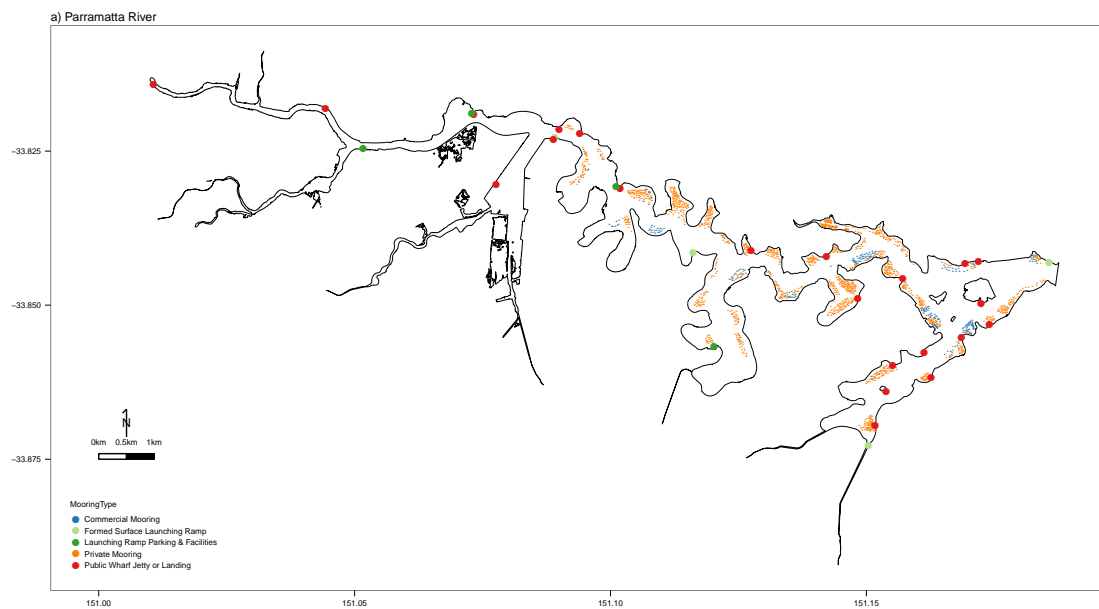 a) Parramatta River
−33.825
−33.850
−33.875
N
0km 0.5km 1km
MooringType
Commercial Mooring
Formed Surface Launching Ramp
Launching Ramp Parking & Facilities
Private Mooring
Public Wharf Jetty or Landing
151.00 151.05 151.10 151.15